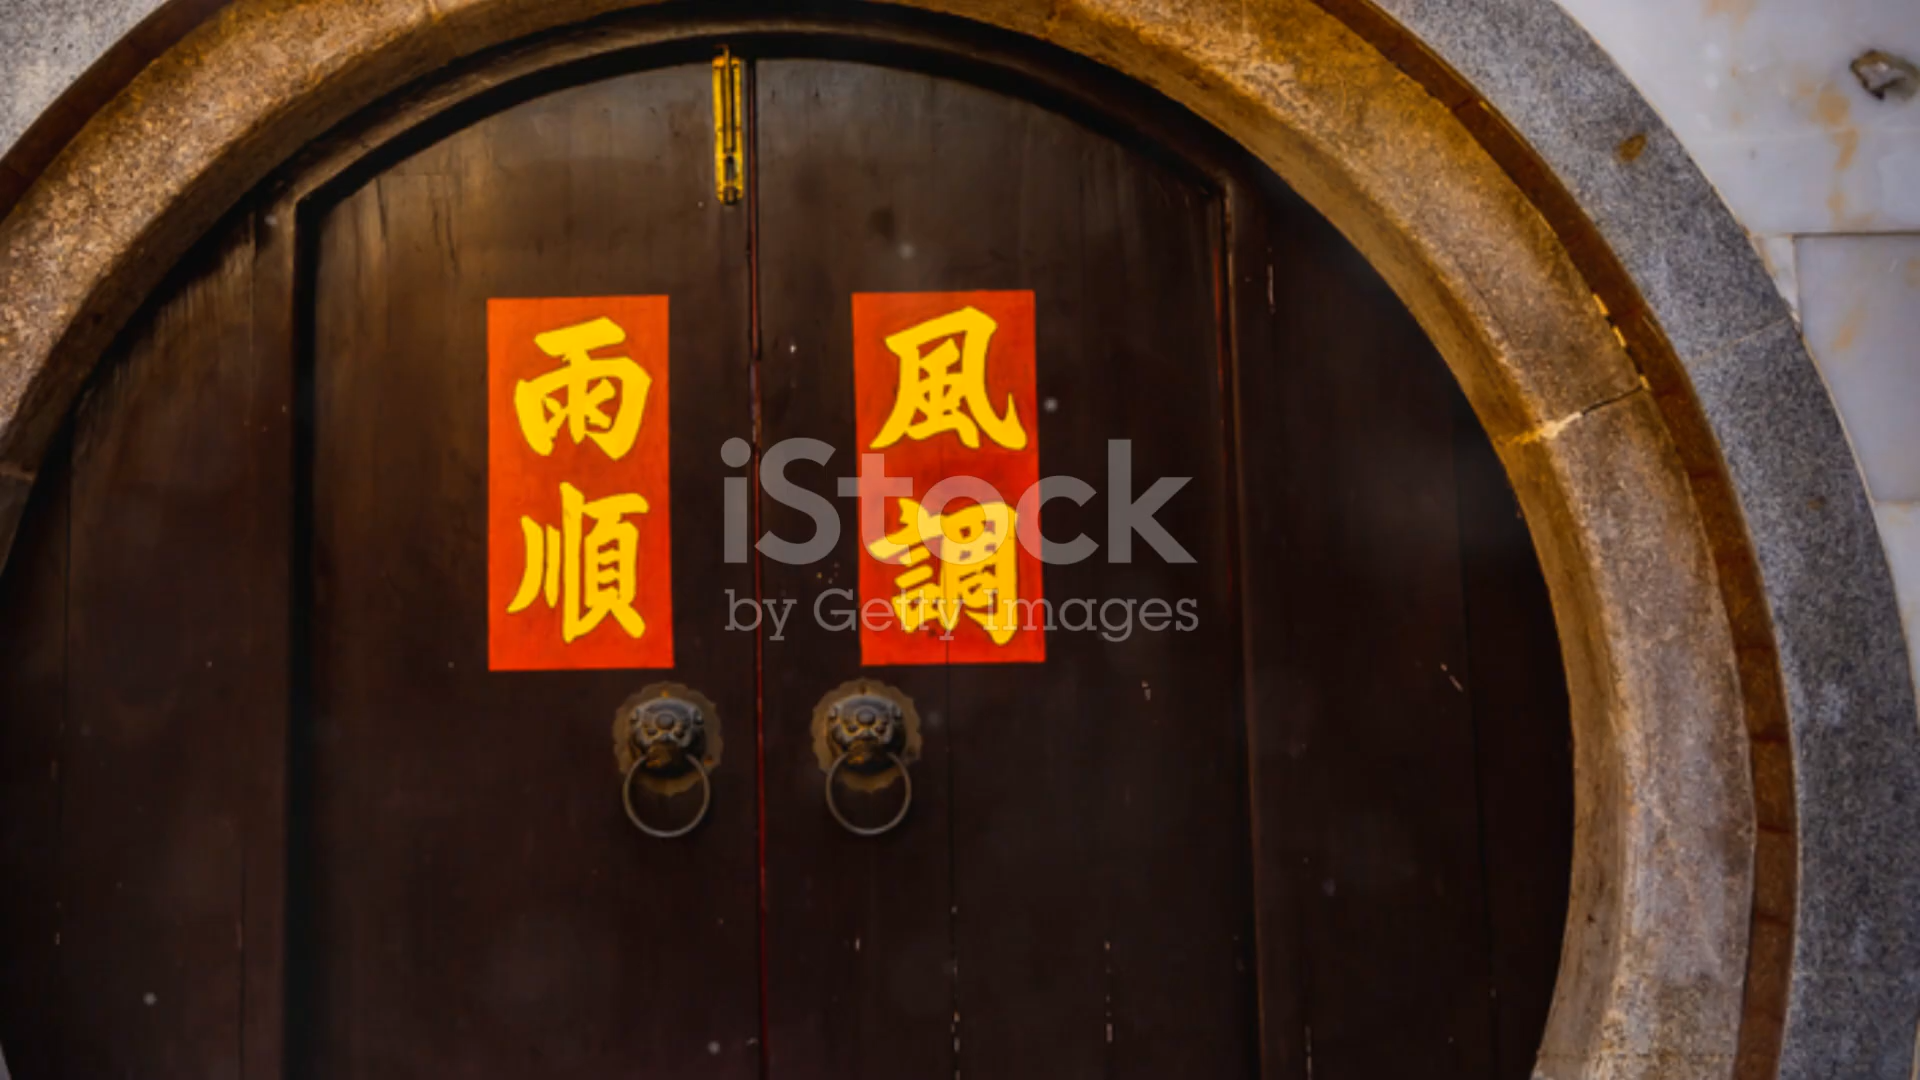 風調
雨順
iStock
by Getty Images